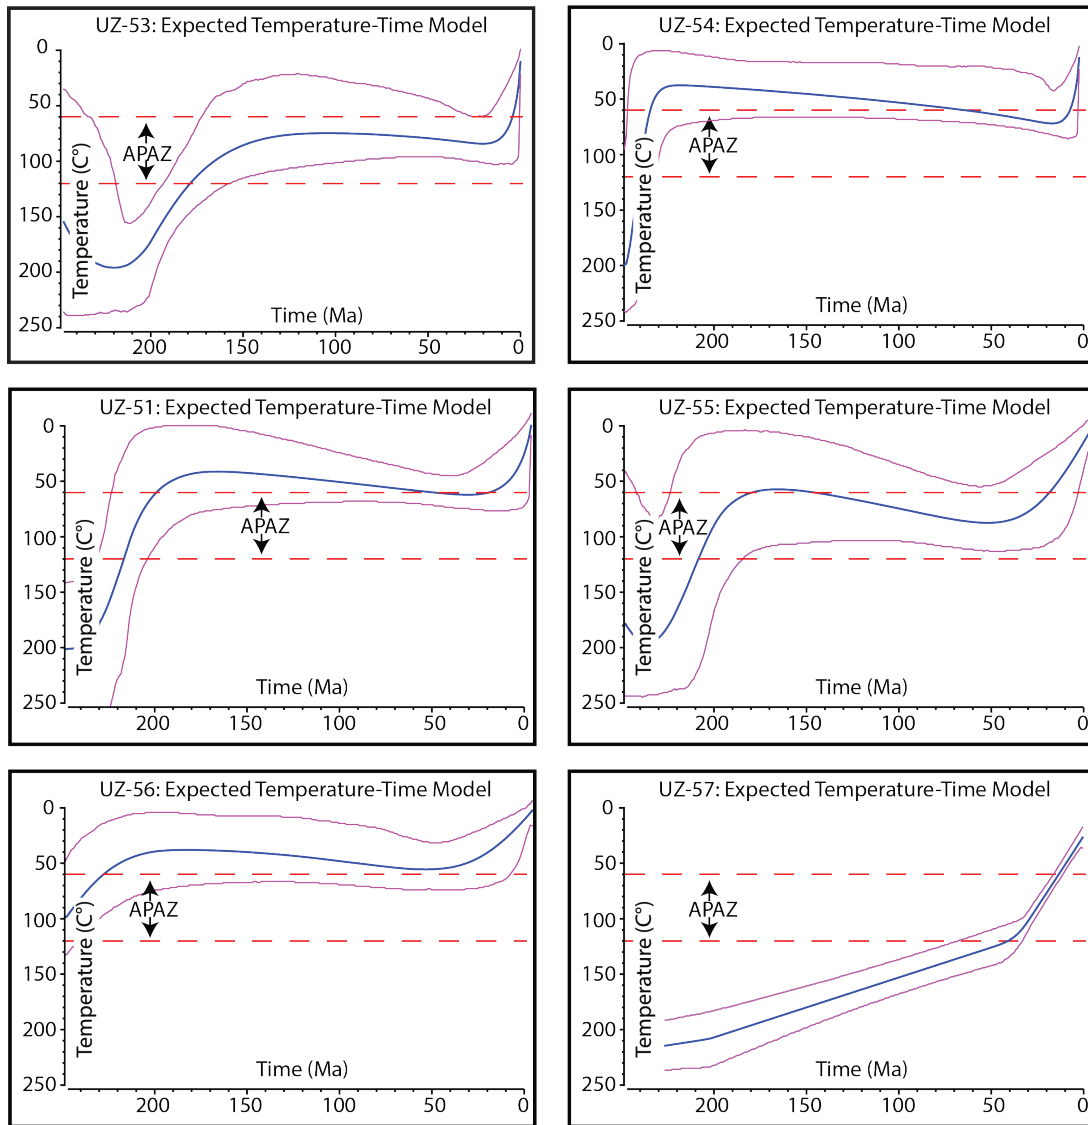 UZ-53: Expected Temperature-Time Model
0
50
100
150
200
250
Temperature (C°)
APAZ
Time (Ma)
200 150 100 50 0
UZ-54: Expected Temperature-Time Model
0
50
100
150
200
250
Temperature (C°)
APAZ
Time (Ma)
200 150 100 50 0
UZ-51: Expected Temperature-Time Model
0
50
100
150
200
250
Temperature (C°)
APAZ
Time (Ma)
200 150 100 50 0
UZ-55: Expected Temperature-Time Model
0
50
100
150
200
250
Temperature (C°)
APAZ
Time (Ma)
200 150 100 50 0
UZ-56: Expected Temperature-Time Model
0
50
100
150
200
250
Temperature (C°)
APAZ
Time (Ma)
200 150 100 50 0
UZ-57: Expected Temperature-Time Model
0
50
100
150
200
250
Temperature (C°)
APAZ
Time (Ma)
200 150 100 50 0